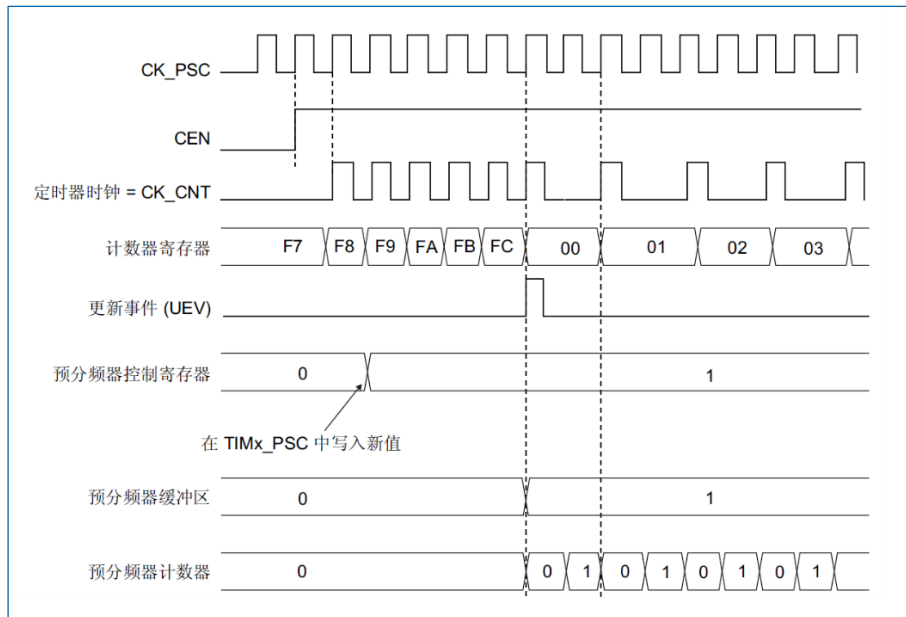 CK_PSC
CEN
定时器时钟 = CK_CNT
计数器寄存器 F7 F8 F9 FA FB FC 00 01 02 03
更新事件 (UEV)
预分频器控制寄存器 0 1
在 TIMx_PSC 中写入新值
预分频器缓冲区 0 1
预分频器计数器 0 0 1 0 1 0 1 0 1